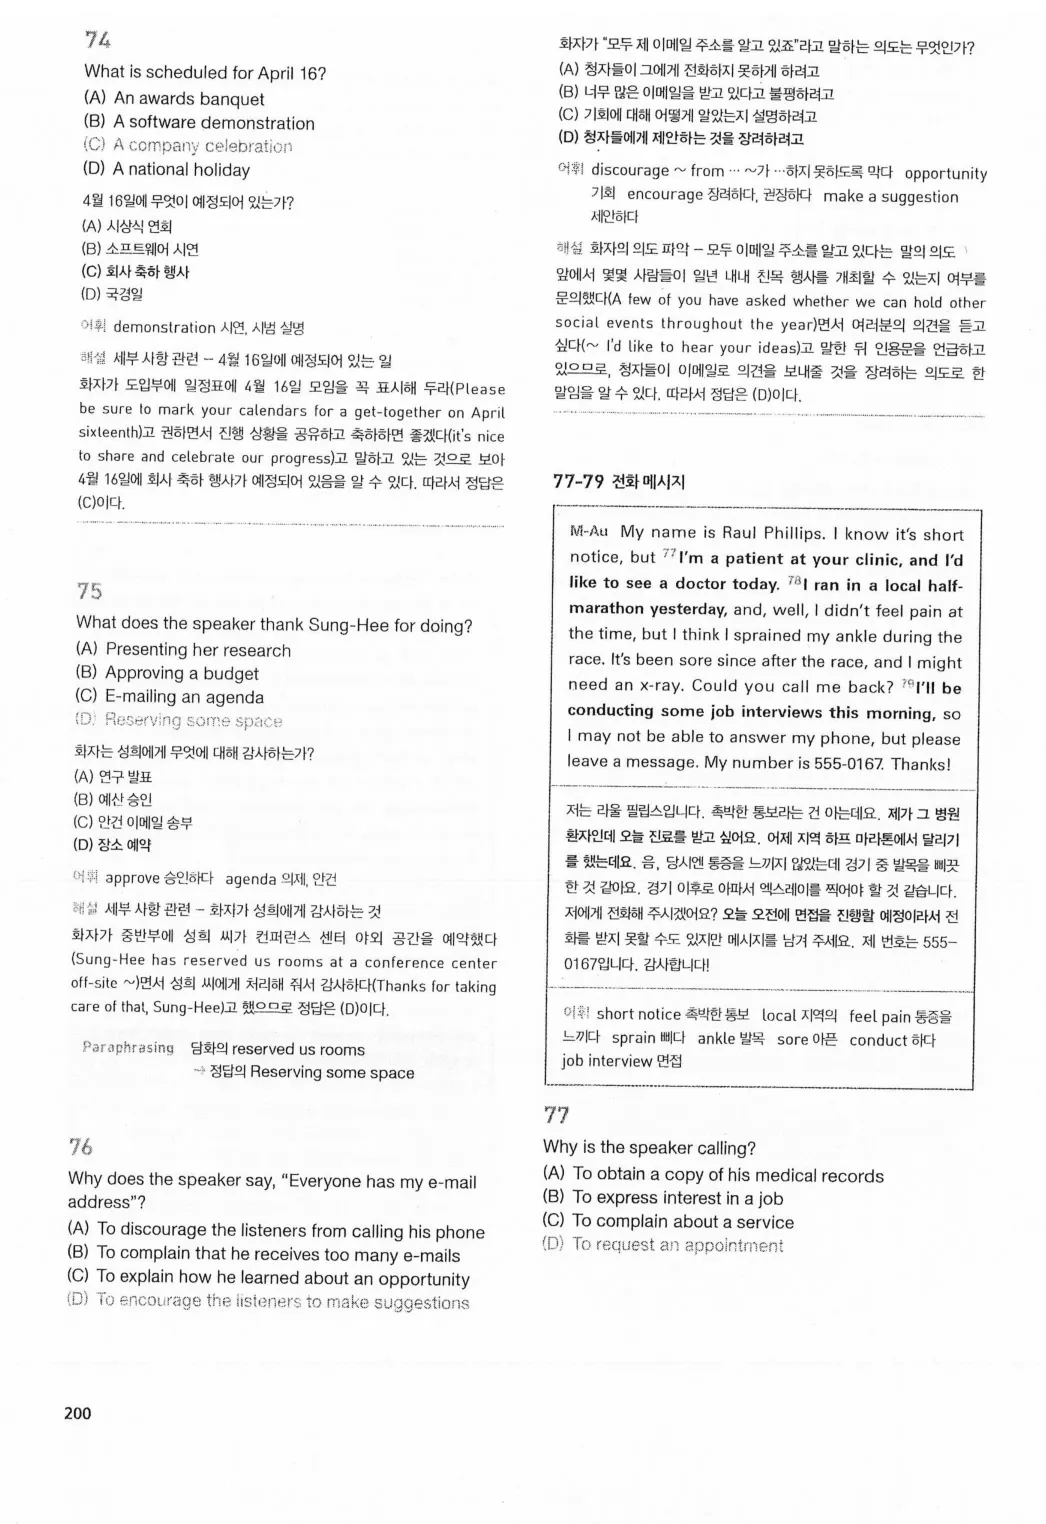 74
What is scheduled for April 16?
(A) An awards banquet
(B) A software demonstration
(C) A company celebration
(D) A national holiday
4월 16일에 무엇이 예정되어 있는가?
(A) 시상식 연회
(B) 소프트웨어 시연
(C) 회사 축하 행사
(D) 국경일
어휘 demonstration 시연, 시범 설명
해설 세부 사항 관련 – 4월 16일에 예정되어 있는 일
화자가 도입부에 일정표에 4월 16일 모임을 꼭 표시해 두라(Please
be sure to mark your calendars for a get-together on April
sixteenth)고 권하면서 진행 상황을 공유하고 축하하면 좋겠다(it's nice
to share and celebrate our progress)고 말하고 있는 것으로 보아
4월 16일에 회사 축하 행사가 예정되어 있음을 알 수 있다. 따라서 정답은
(C)이다.
75
What does the speaker thank Sung-Hee for doing?
(A) Presenting her research
(B) Approving a budget
(C) E-mailing an agenda
(D) Reserving some space
화자는 성희에게 무엇에 대해 감사하는가?
(A) 연구 발표
(B) 예산 승인
(C) 안건 이메일 송부
(D) 장소 예약
어휘 approve 승인하다 agenda 의제, 안건
해설 세부 사항 관련 – 화자가 성희에게 감사하는 것
화자가 중반부에 성희 씨가 컨퍼런스 센터 야외 공간을 예약했다
(Sung-Hee has reserved us rooms at a conference center
off-site ~)면서 성희 씨에게 처리해 줘서 감사하다(Thanks for taking
care of that, Sung-Hee)고 했으므로 정답은 (D)이다.
Paraphrasing 담화의 reserved us rooms
→ 정답의 Reserving some space
76
Why does the speaker say, "Everyone has my e-mail
address"?
(A) To discourage the listeners from calling his phone
(B) To complain that he receives too many e-mails
(C) To explain how he learned about an opportunity
(D) To encourage the listeners to make suggestions
200
화자가 "모두 제 이메일 주소를 알고 있죠"라고 말하는 의도는 무엇인가?
(A) 청자들이 그에게 전화하지 못하게 하려고
(B) 너무 많은 이메일을 받고 있다고 불평하려고
(C) 기회에 대해 어떻게 알았는지 설명하려고
(D) 청자들에게 제안하는 것을 장려하려고
어휘 discourage ~ from ··· ~가 ···하지 못하도록 막다 opportunity
기회 encourage 장려하다, 권장하다 make a suggestion
제안하다
해설 화자의 의도 파악 – 모두 이메일 주소를 알고 있다는 말의 의도
앞에서 몇몇 사람들이 일년 내내 친목 행사를 개최할 수 있는지 여부를
문의했다(A few of you have asked whether we can hold other
social events throughout the year)면서 여러분의 의견을 듣고
싶다(~ I'd like to hear your ideas)고 말한 뒤 인용문을 언급하고
있으므로, 청자들이 이메일로 의견을 보내줄 것을 장려하는 의도로 한
말임을 알 수 있다. 따라서 정답은 (D)이다.
77-79 전화 메시지
M-Au My name is Raul Phillips. I know it's short
notice, but 77 I'm a patient at your clinic, and I'd
like to see a doctor today. 78 I ran in a local half-
marathon yesterday, and, well, I didn't feel pain at
the time, but I think I sprained my ankle during the
race. It's been sore since after the race, and I might
need an x-ray. Could you call me back? 79 I'll be
conducting some job interviews this morning, so
I may not be able to answer my phone, but please
leave a message. My number is 555-0167. Thanks!
저는 라울 필립스입니다. 촉박한 통보라는 건 아는데요. 제가 그 병원
환자인데 오늘 진료를 받고 싶어요. 어제 지역 하프 마라톤에서 달리기
를 했는데요. 음, 당시엔 통증을 느끼지 않았는데 경기 중 발목을 삐끗
한 것 같아요. 경기 이후로 아파서 엑스레이를 찍어야 할 것 같습니다.
저에게 전화해 주시겠어요? 오늘 오전에 면접을 진행할 예정이라서 전
화를 받지 못할 수도 있지만 메시지를 남겨 주세요. 제 번호는 555-
0167입니다. 감사합니다!
어휘 short notice 촉박한 통보 local 지역의 feel pain 통증을
느끼다 sprain 삐다 ankle 발목 sore 아픈 conduct 하다
job interview 면접
77
Why is the speaker calling?
(A) To obtain a copy of his medical records
(B) To express interest in a job
(C) To complain about a service
(D) To request an appointment